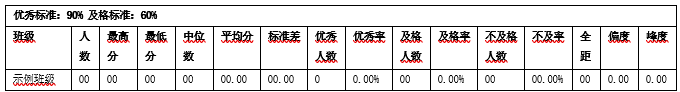 优秀标准：90% 及格标准：60%
班级 人数 最高分 最低分 中位数 平均分 标准差 优秀人数 优秀率 及格人数 及格率 不及格人数 不及率 全距 偏度 峰度
示例班级 00 00 00 00 00.00 00.00 0 0.00% 00 0.00% 00 00.00% 00 0.00 0.00